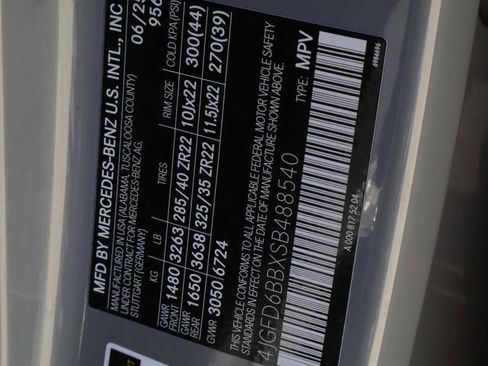 MFD BY MERCEDES-BENZ U.S. INTL., INC
MANUFACTURED IN USA (ALABAMA, TUSCALOOSA COUNTY)
UNDER CONTRACT FOR MERCEDES-BENZ AG,
STUTTGART (GERMANY)
06/25
956
KG LB TIRES RIM SIZE COLD KPA(PSI)
GAWR FRONT 1480 3263 285/40 ZR22 10Jx22 300(44)
GAWR REAR 1650 3638 325/35 ZR22 11.5Jx22 270(39)
GVWR 3050 6724
THIS VEHICLE CONFORMS TO ALL APPLICABLE FEDERAL MOTOR VEHICLE SAFETY
STANDARDS IN EFFECT ON THE DATE OF MANUFACTURE SHOWN ABOVE.
4JGFD6BBXSB488540 TYPE: MPV
A 000 817 52 04